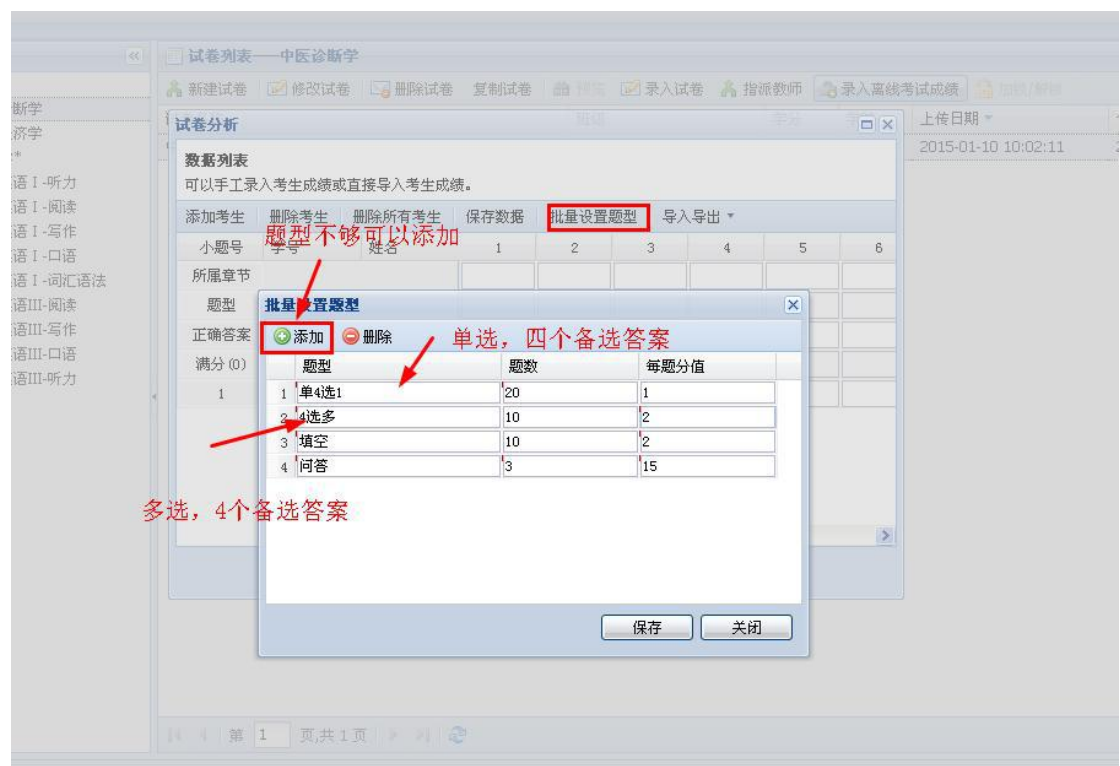 试卷列表——中医诊断学
新建试卷 修改试卷 删除试卷 复制试卷 录入试卷 指派教师 录入离线考试成绩 加锁/解锁
断学
济学
*
语 I -听力
语 I -阅读
语 I -写作
语 I -口语
语 I -词汇语法
语III-阅读
语III-写作
语III-口语
语III-听力
上传日期
2015-01-10 10:02:11
试卷分析
数据列表
可以手工录入考生成绩或直接导入考生成绩。
添加考生 删除考生 删除所有考生 保存数据 批量设置题型 导入导出
题型不够可以添加
小题号 学号 姓名 1 2 3 4 5 6
所属章节
题型
正确答案
满分(0)
1
批量设置题型
添加 删除
单选，四个备选答案
题型 题数 每题分值
1 单4选1 20 1
2 4选多 10 2
3 填空 10 2
4 问答 3 15
多选，4个备选答案
保存 关闭
第 1 页,共 1 页